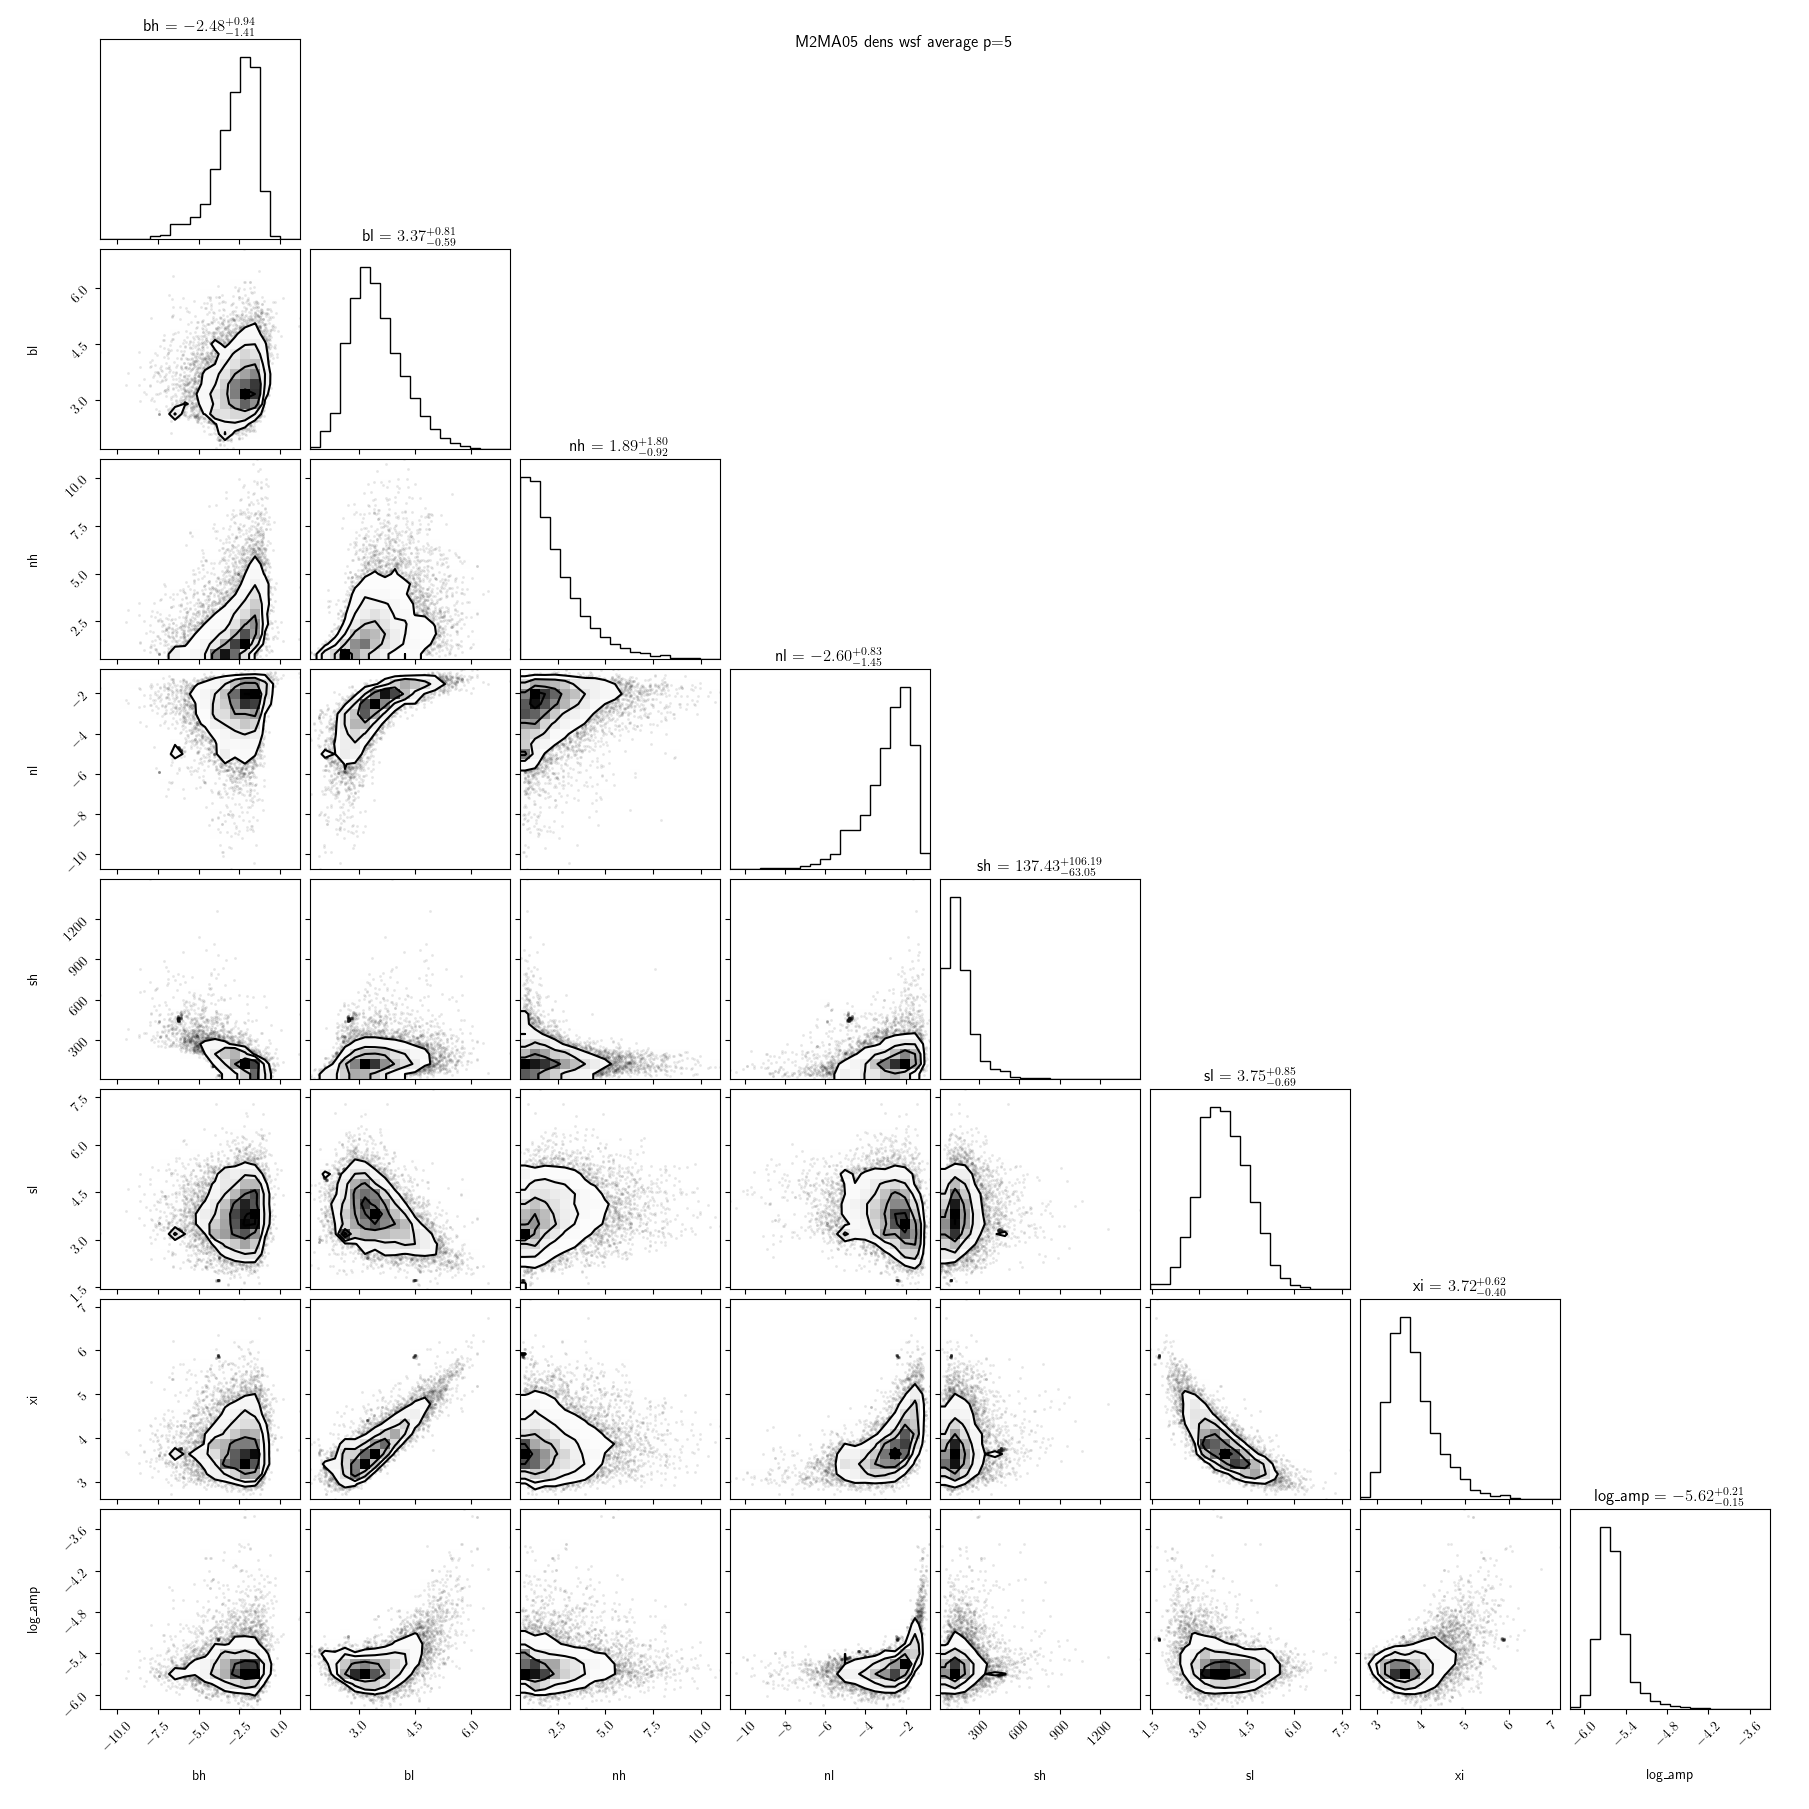 M2MA05 dens wsf average p=5
bh = −2.48+0.94−1.41
bl = 3.37+0.81−0.59
bl
6.0
4.5
3.0
nh = 1.89+1.80−0.92
nh
10.0
7.5
5.0
2.5
nl = −2.60+0.83−1.45
nl
−2
−4
−6
−8
−10
sh = 137.43+106.19−63.05
sh
1200
900
600
300
sl = 3.75+0.85−0.69
sl
7.5
6.0
4.5
3.0
1.5
xi = 3.72+0.62−0.40
xi
7
6
5
4
3
log_amp = −5.62+0.21−0.15
log_amp
−3.6
−4.2
−4.8
−5.4
−6.0
−10.0 −7.5 −5.0 −2.5 0.0 3.0 4.5 6.0 2.5 5.0 7.5 10.0 −10 −8 −6 −4 −2 300 600 900 1200 1.5 3.0 4.5 6.0 7.5 3 4 5 6 7 −6.0 −5.4 −4.8 −4.2 −3.6
bh bl nh nl sh sl xi log_amp